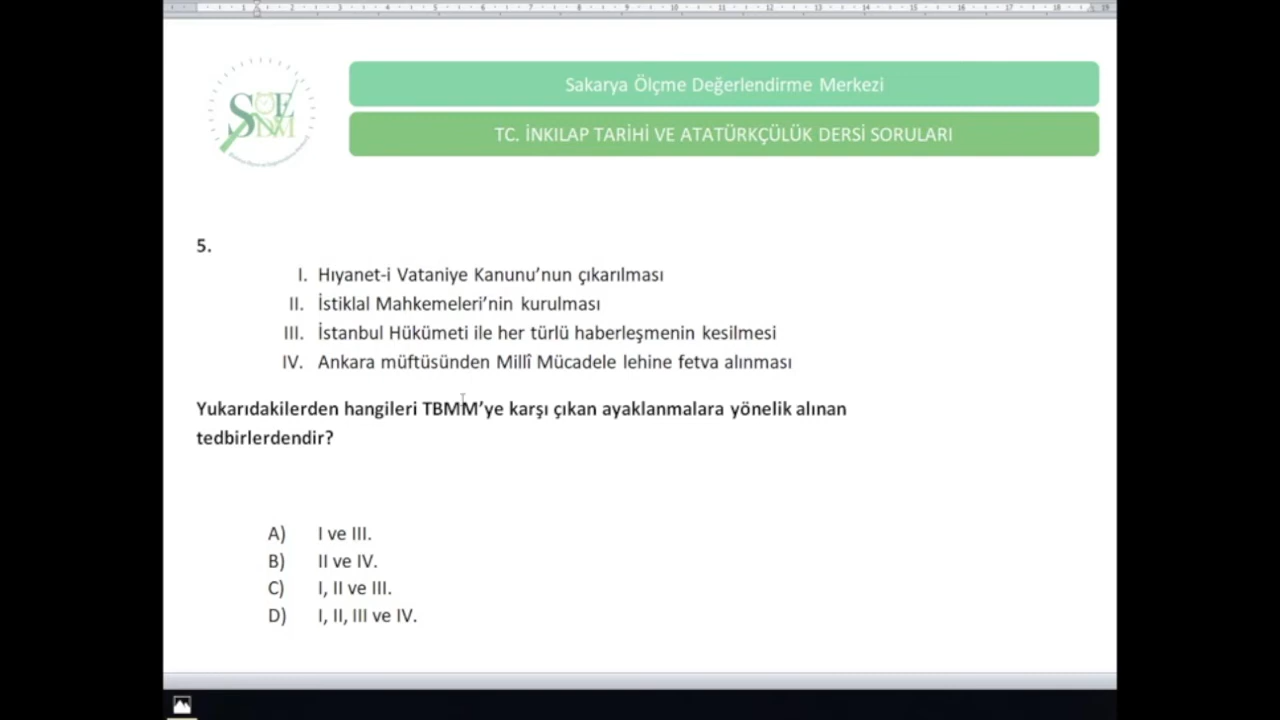 Sakarya Ölçme Değerlendirme Merkezi
TC. İNKILAP TARİHİ VE ATATÜRKÇÜLÜK DERSİ SORULARI
5.
I. Hıyanet-i Vataniye Kanunu’nun çıkarılması
II. İstiklal Mahkemeleri’nin kurulması
III. İstanbul Hükümeti ile her türlü haberleşmenin kesilmesi
IV. Ankara müftüsünden Millî Mücadele lehine fetva alınması
Yukarıdakilerden hangileri TBMM’ye karşı çıkan ayaklanmalara yönelik alınan
tedbirlerdendir?
A) I ve III.
B) II ve IV.
C) I, II ve III.
D) I, II, III ve IV.